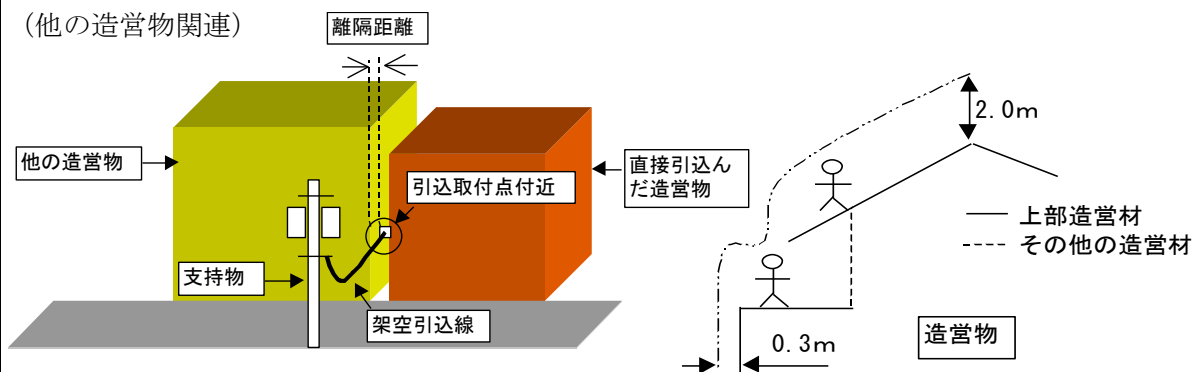 (他の造営物関連)
離隔距離
他の造営物
引込取付点付近
直接引込ん
だ造営物
支持物
架空引込線
2.0m
上部造営材
その他の造営材
0.3m
造営物